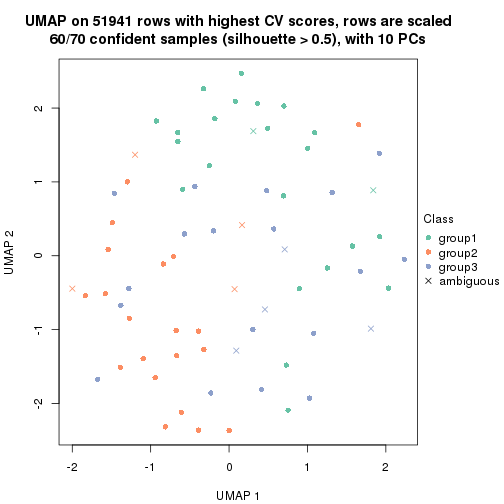 UMAP on 51941 rows with highest CV scores, rows are scaled
60/70 confident samples (silhouette > 0.5), with 10 PCs
UMAP 2
2
1
0
-1
-2
-2
-1
0
1
2
UMAP 1
Class
group1
group2
group3
ambiguous